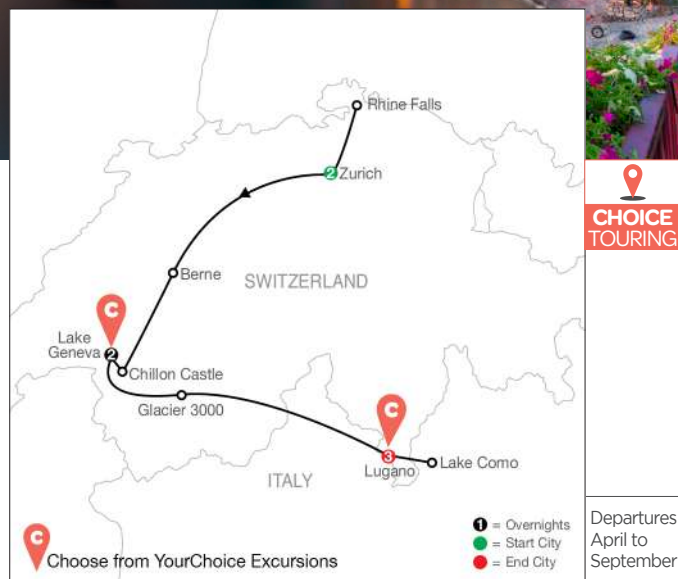 Rhine Falls
2 Zurich
Berne
SWITZERLAND
C
Lake
Geneva
2
Chillon Castle
Glacier 3000
C
3
Lugano
Lake Como
ITALY
1 = Overnights
= Start City
= End City
C
Choose from YourChoice Excursions
CHOICE
TOURING
Departures
April to
September